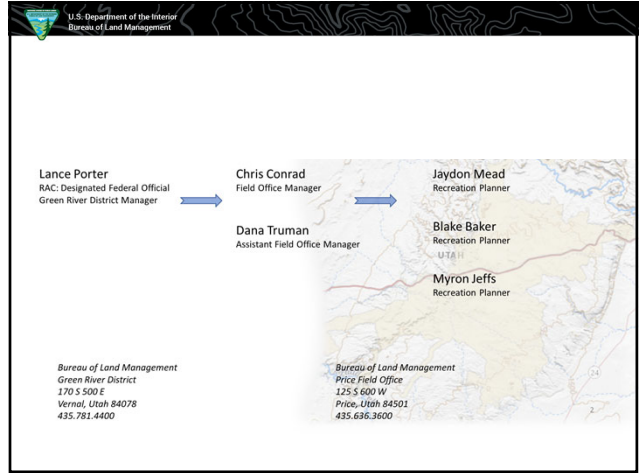 U.S. Department of the Interior
Bureau of Land Management
Lance Porter
RAC: Designated Federal Official
Green River District Manager
Chris Conrad
Field Office Manager
Dana Truman
Assistant Field Office Manager
Jaydon Mead
Recreation Planner
Blake Baker
Recreation Planner
UTAH
Myron Jeffs
Recreation Planner
Bureau of Land Management
Green River District
170 S 500 E
Vernal, Utah 84078
435.781.4400
Bureau of Land Management
Price Field Office
125 S 600 W
Price, Utah 84501
435.636.3600
2